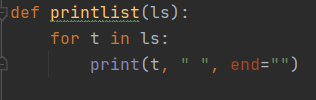 def printlist(ls):
    for t in ls:
        print(t, " ", end="")